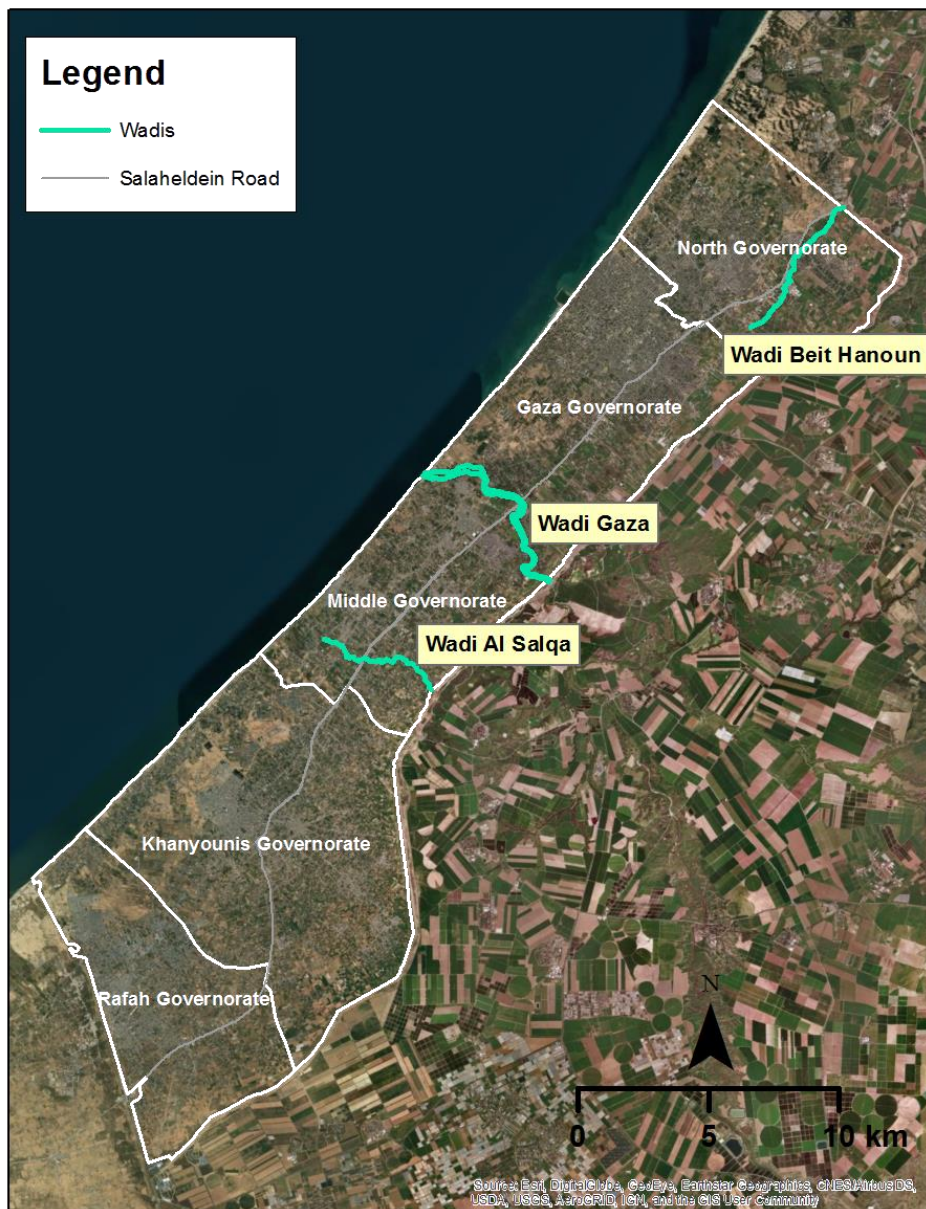 Legend
Wadis
Salaheldein Road
North Governorate
Wadi Beit Hanoun
Gaza Governorate
Wadi Gaza
Middle Governorate
Wadi Al Salqa
Khanyounis Governorate
Rafah Governorate
N
0 5 10 km
Source: Esri, DigitalGlobe, GeoEye, Earthstar Geographics, CNES/Airbus DS,
USDA, USGS, AeroGRID, IGN, and the GIS User Community